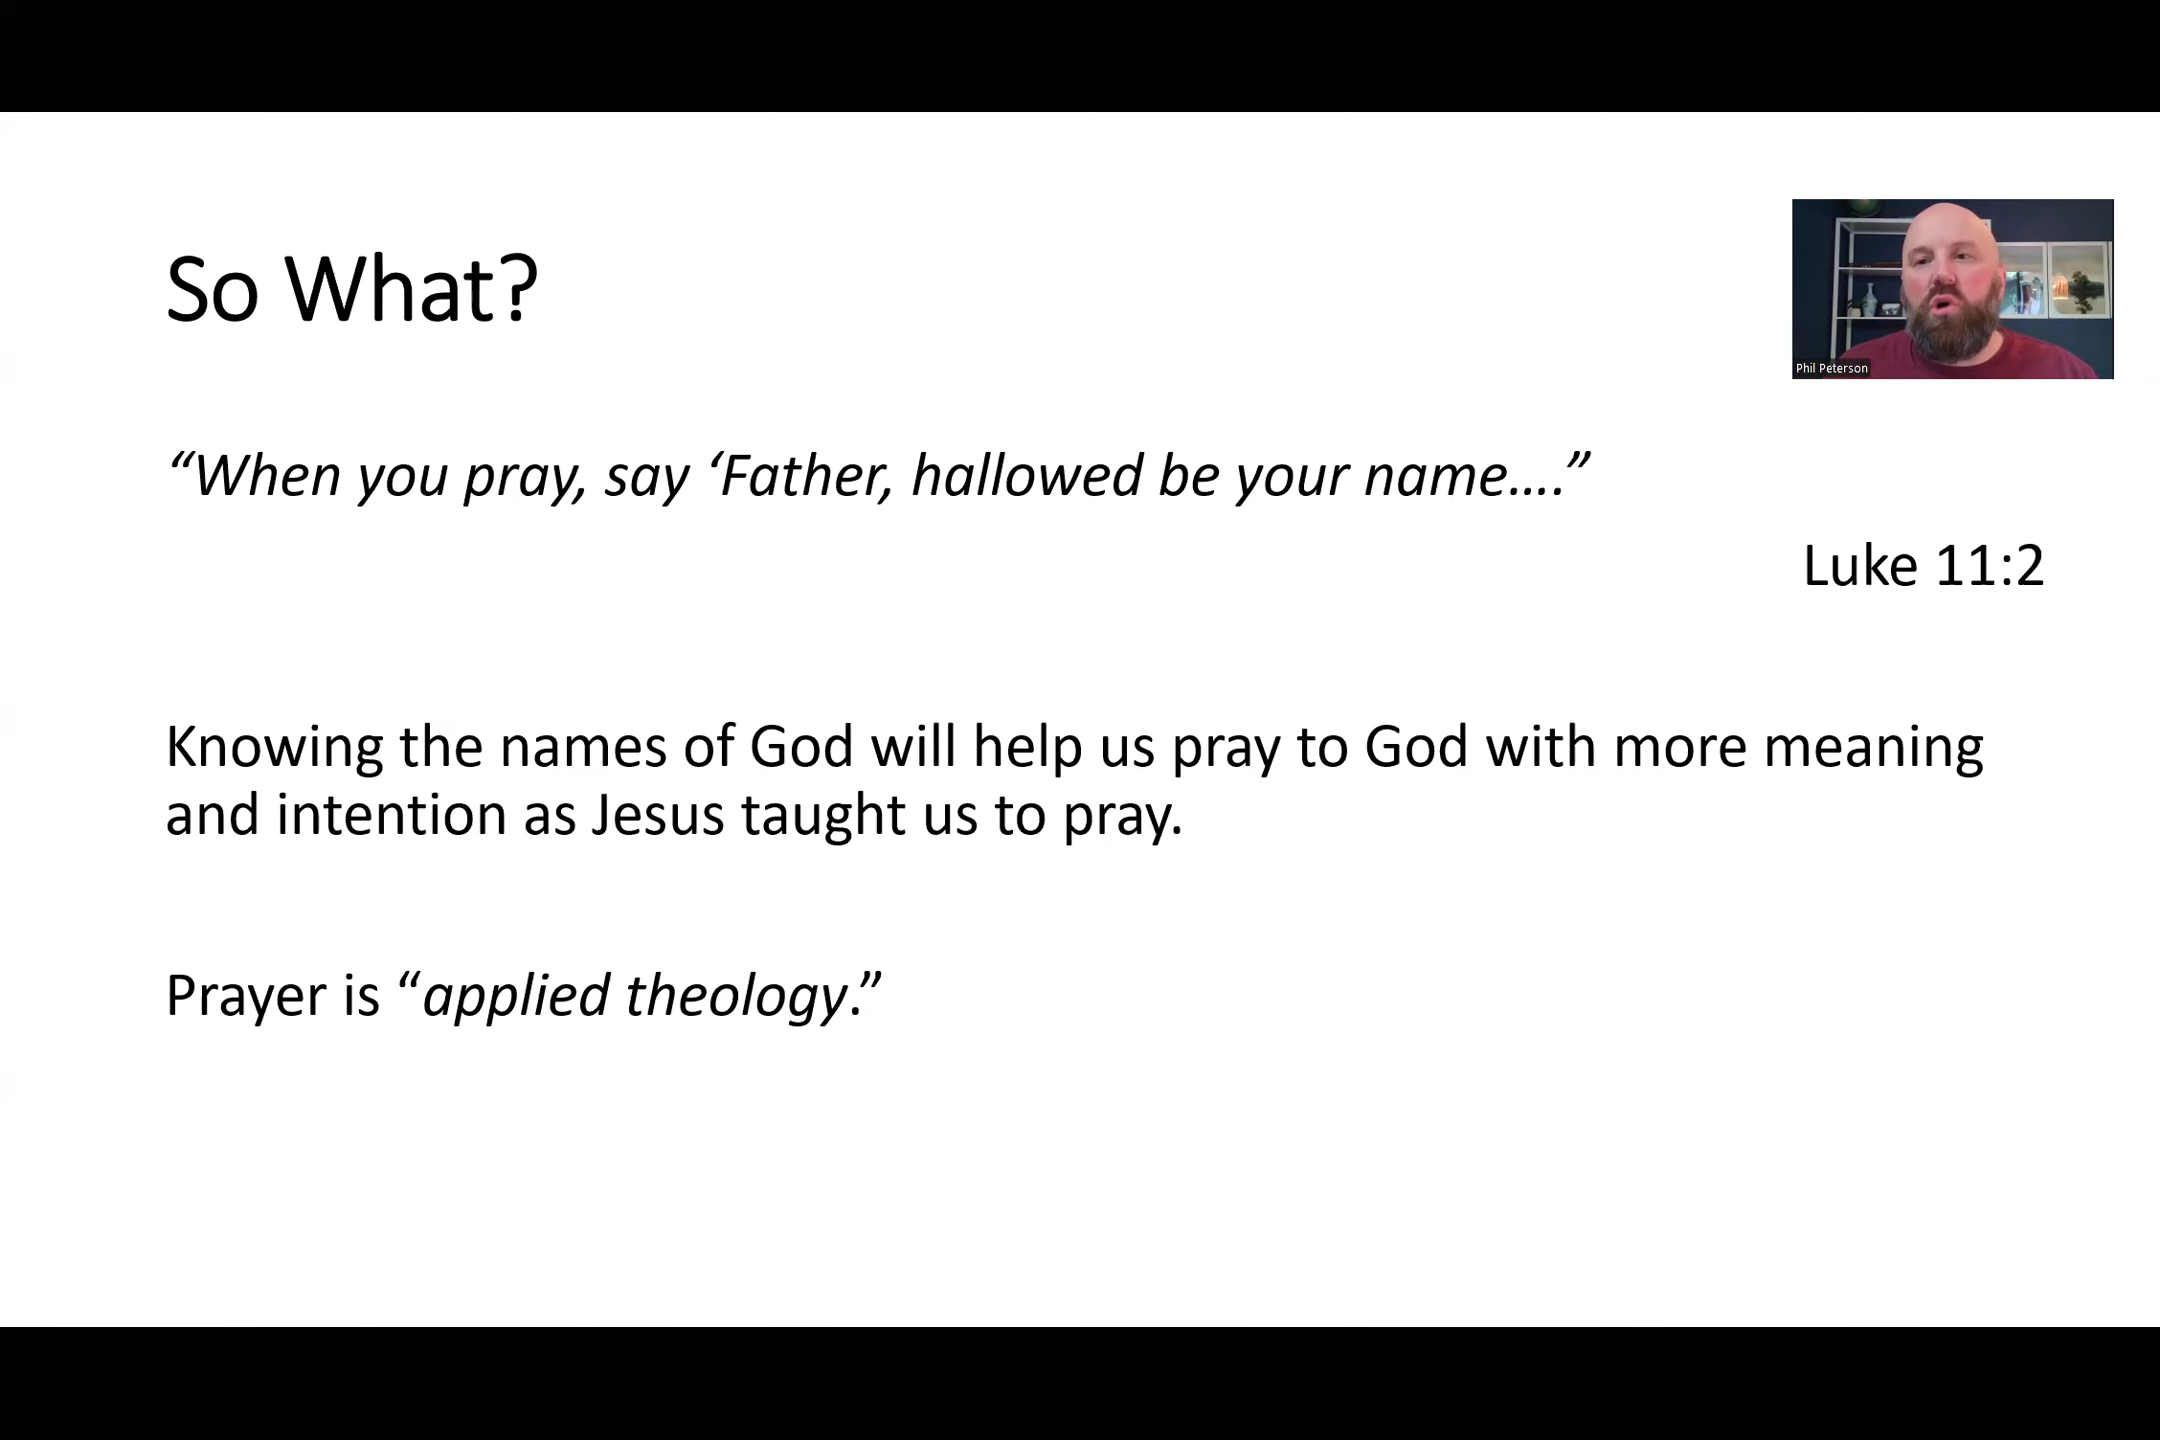 So What?
Phil Peterson
“When you pray, say ‘Father, hallowed be your name….”
Luke 11:2
Knowing the names of God will help us pray to God with more meaning
and intention as Jesus taught us to pray.
Prayer is “applied theology.”